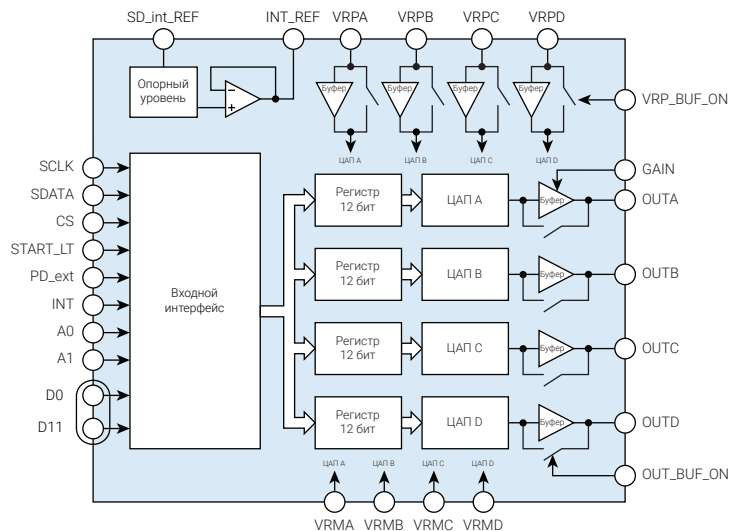 SD_int_REF
INT_REF
VRPA
VRPB
VRPC
VRPD
Опорный
уровень
−
+
Буфер
Буфер
Буфер
Буфер
VRP_BUF_ON
ЦАП A
ЦАП B
ЦАП C
ЦАП D
SCLK
SDATA
CS
START_LT
PD_ext
INT
A0
A1
D0
D11
Входной
интерфейс
Регистр
12 бит
ЦАП A
Буфер
GAIN
OUTA
Регистр
12 бит
ЦАП B
Буфер
OUTB
Регистр
12 бит
ЦАП C
Буфер
OUTC
Регистр
12 бит
ЦАП D
Буфер
OUTD
OUT_BUF_ON
ЦАП A
ЦАП B
ЦАП C
ЦАП D
VRMA
VRMB
VRMC
VRMD